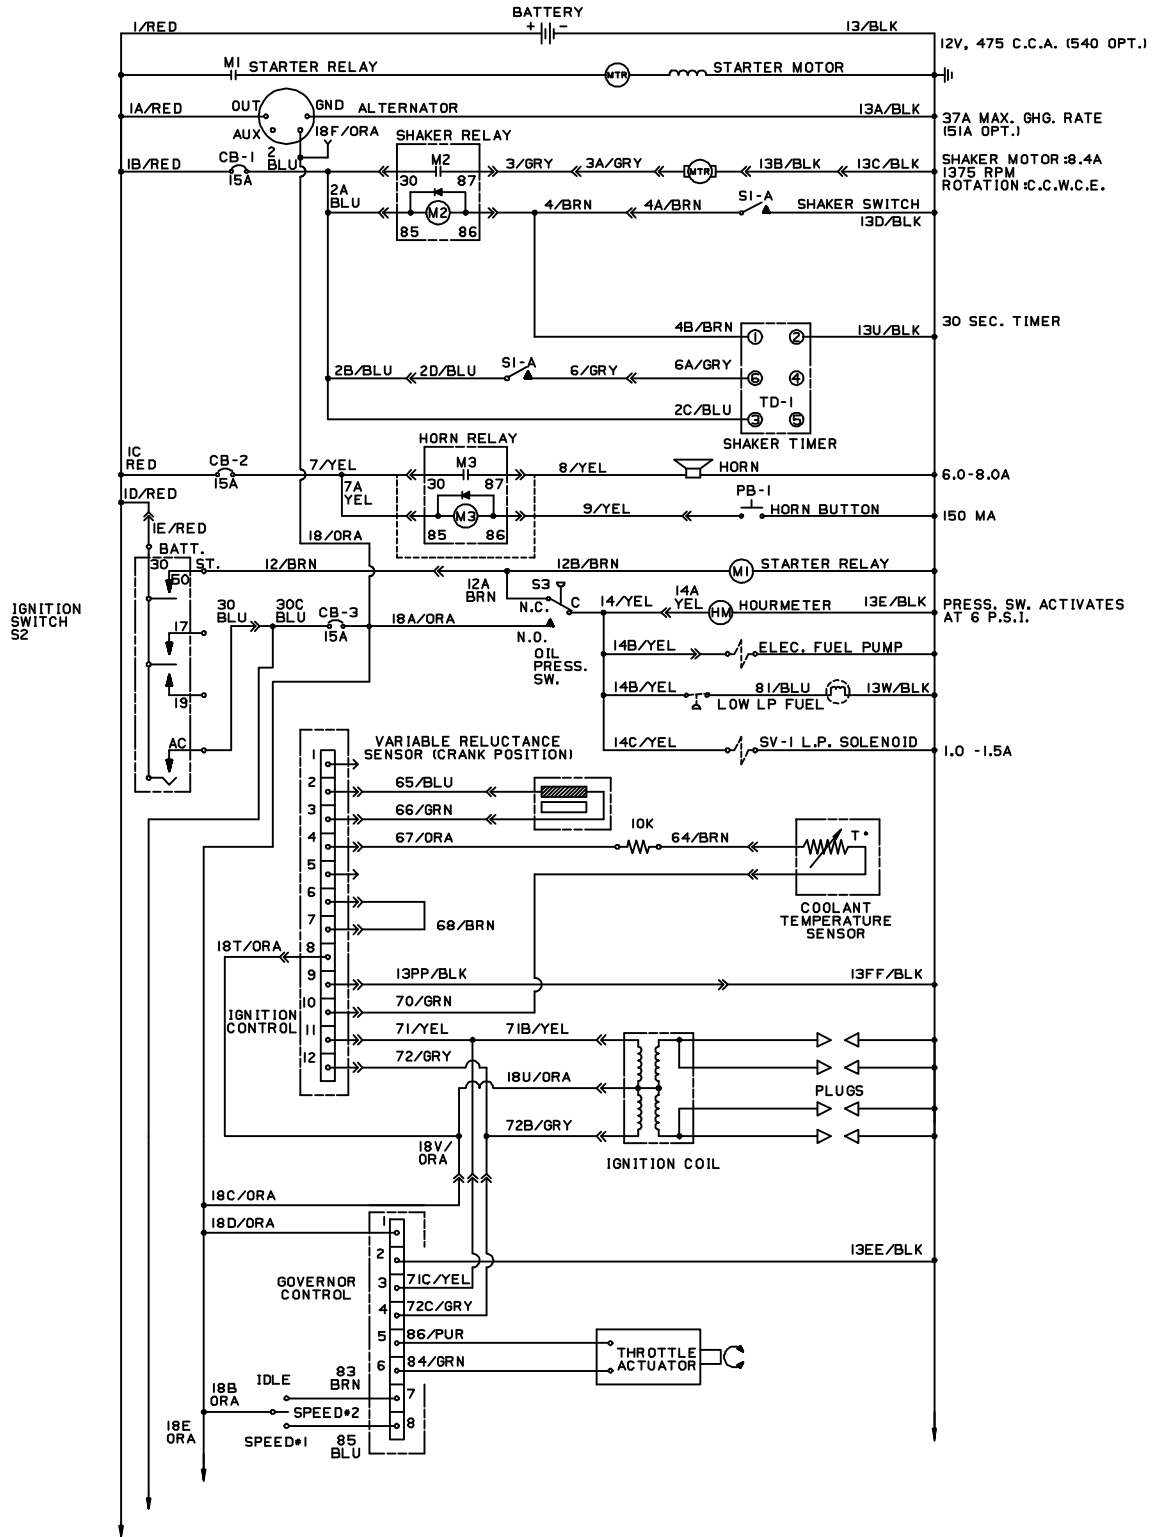 BATTERY
1/RED
+
-
13/BLK
12V, 475 C.C.A. (540 OPT.)
M1
STARTER RELAY
MTR
STARTER MOTOR
1A/RED
OUT
GND
ALTERNATOR
13A/BLK
37A MAX. GHG. RATE
(51A OPT.)
AUX
18F/ORA
SHAKER RELAY
2
BLU
1B/RED
CB-1
15A
M2
3/GRY
3A/GRY
MTR
13B/BLK
13C/BLK
SHAKER MOTOR:8.4A
1375 RPM
ROTATION:C.C.W.C.E.
30
87
2A
BLU
M2
4/BRN
4A/BRN
S1-A
SHAKER SWITCH
13D/BLK
85
86
30 SEC. TIMER
4B/BRN
1
2
13U/BLK
2B/BLU
2D/BLU
S1-A
6/GRY
6A/GRY
6
4
TD-1
2C/BLU
3
5
SHAKER TIMER
HORN RELAY
1C
RED
CB-2
15A
7/YEL
M3
8/YEL
HORN
6.0-8.0A
7A
YEL
30
87
1D/RED
PB-1
M3
9/YEL
HORN BUTTON
150 MA
85
86
1E/RED
18/ORA
BATT.
30
50
ST.
12/BRN
12B/BRN
M1
STARTER RELAY
12A
BRN
S3
N.C.
C
IGNITION
SWITCH
S2
17
30
BLU
30C
BLU
CB-3
15A
18A/ORA
N.O.
OIL
PRESS.
SW.
14/YEL
14A
YEL
HM
HOURMETER
13E/BLK
PRESS. SW. ACTIVATES
AT 6 P.S.I.
14B/YEL
ELEC. FUEL PUMP
14B/YEL
81/BLU
13W/BLK
LOW LP FUEL
19
AC
14C/YEL
SV-1 L.P. SOLENOID
1.0 -1.5A
VARIABLE RELUCTANCE
SENSOR (CRANK POSITION)
1
2
65/BLU
3
66/GRN
4
67/ORA
10K
64/BRN
T°
5
6
COOLANT
TEMPERATURE
SENSOR
7
68/BRN
8
18T/ORA
9
13PP/BLK
13FF/BLK
10
70/GRN
IGNITION
CONTROL
11
71/YEL
71B/YEL
12
72/GRY
18U/ORA
PLUGS
72B/GRY
18V/
ORA
IGNITION COIL
18C/ORA
18D/ORA
1
2
13EE/BLK
GOVERNOR
CONTROL
3
71C/YEL
4
72C/GRY
5
86/PUR
THROTTLE
ACTUATOR
6
84/GRN
IDLE
83
BRN
7
18B
ORA
SPEED#2
8
18E
ORA
SPEED#1
85
BLU